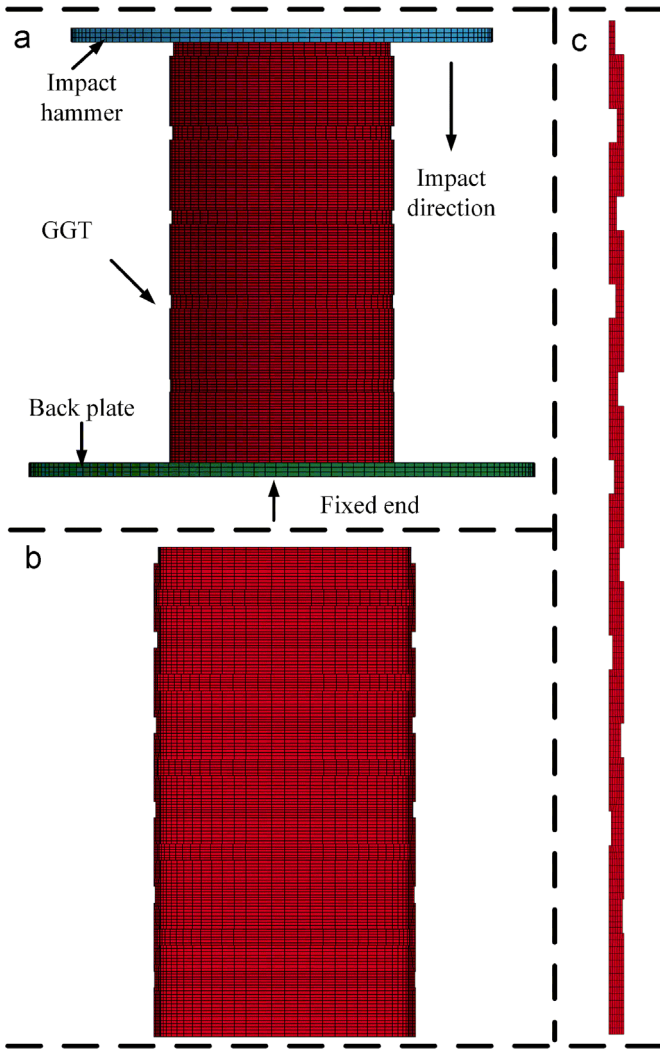 a
Impact
hammer
Impact
direction
GGT
Back plate
Fixed end
b
c